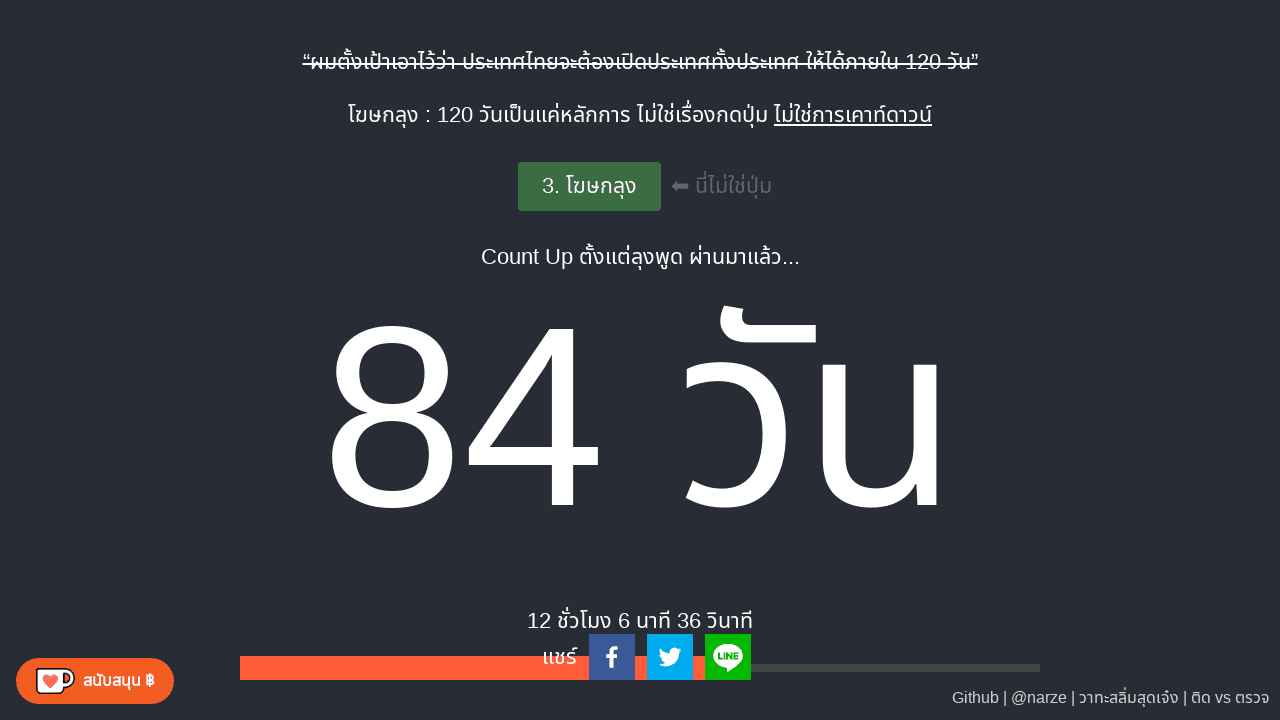 “ผมตั้งเป้าเอาไว้ว่า ประเทศไทยจะต้องเปิดประเทศทั้งประเทศ ให้ได้ภายใน 120 วัน”
โฆษกลุง : 120 วันเป็นแค่หลักการ ไม่ใช่เรื่องกดปุ่ม ไม่ใช่การเคาท์ดาวน์
3. โฆษกลุง ⬅ นี่ไม่ใช่ปุ่ม
Count Up ตั้งแต่ลุงพูด ผ่านมาแล้ว...
84 วัน
12 ชั่วโมง 6 นาที 36 วินาที
แชร์ LINE
สนับสนุน ฿
Github | @narze | วาทะสลิ่มสุดเจ๋ง | ติด vs ตรวจ